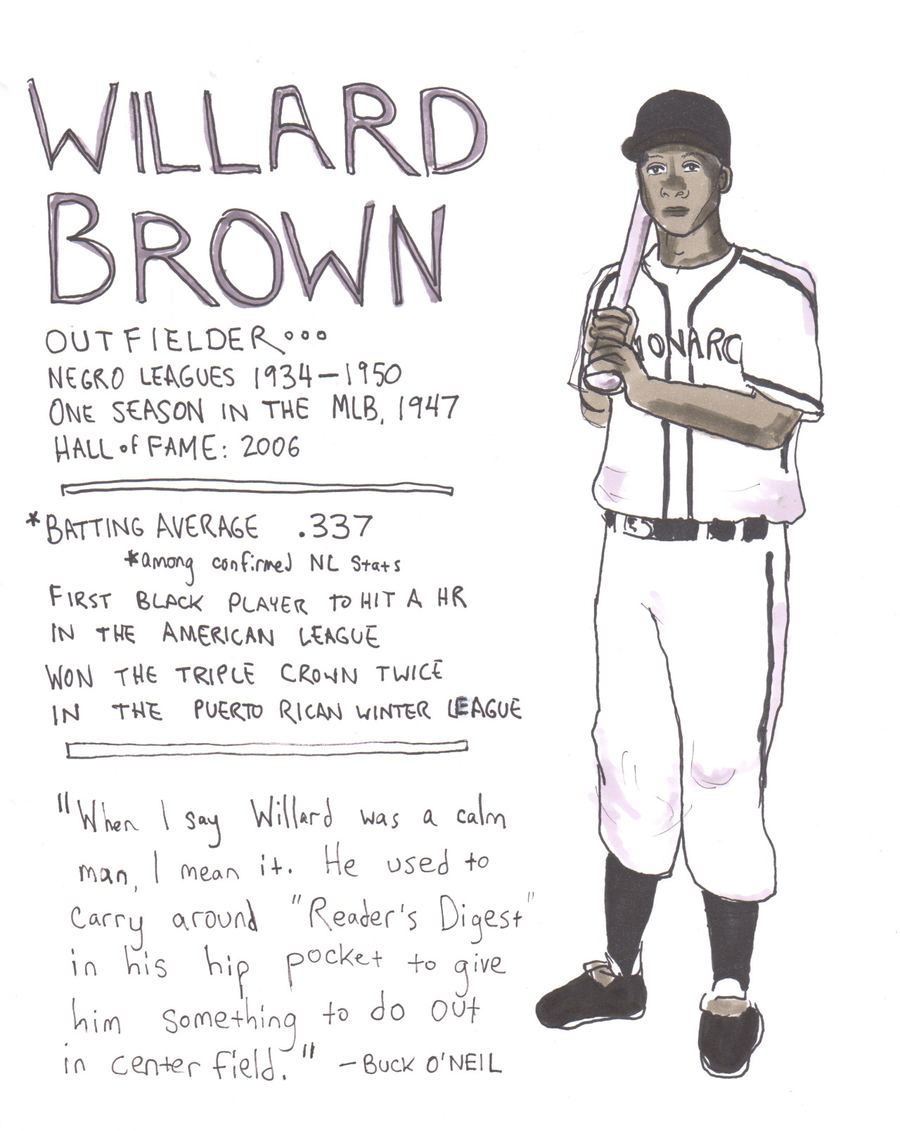 WILLARD
BROWN
OUTFIELDER...
NEGRO LEAGUES 1934-1950
ONE SEASON IN THE MLB, 1947
HALL of FAME: 2006
*BATTING AVERAGE .337
*among confirmed NL Stats
FIRST BLACK PLAYER TO HIT A HR
IN THE AMERICAN LEAGUE
WON THE TRIPLE CROWN TWICE
IN THE PUERTO RICAN WINTER LEAGUE
"When I say Willard was a calm
man, I mean it. He used to
carry around "Reader's Digest"
in his hip pocket to give
him something to do out
in center field." -BUCK O'NEIL
MONARC